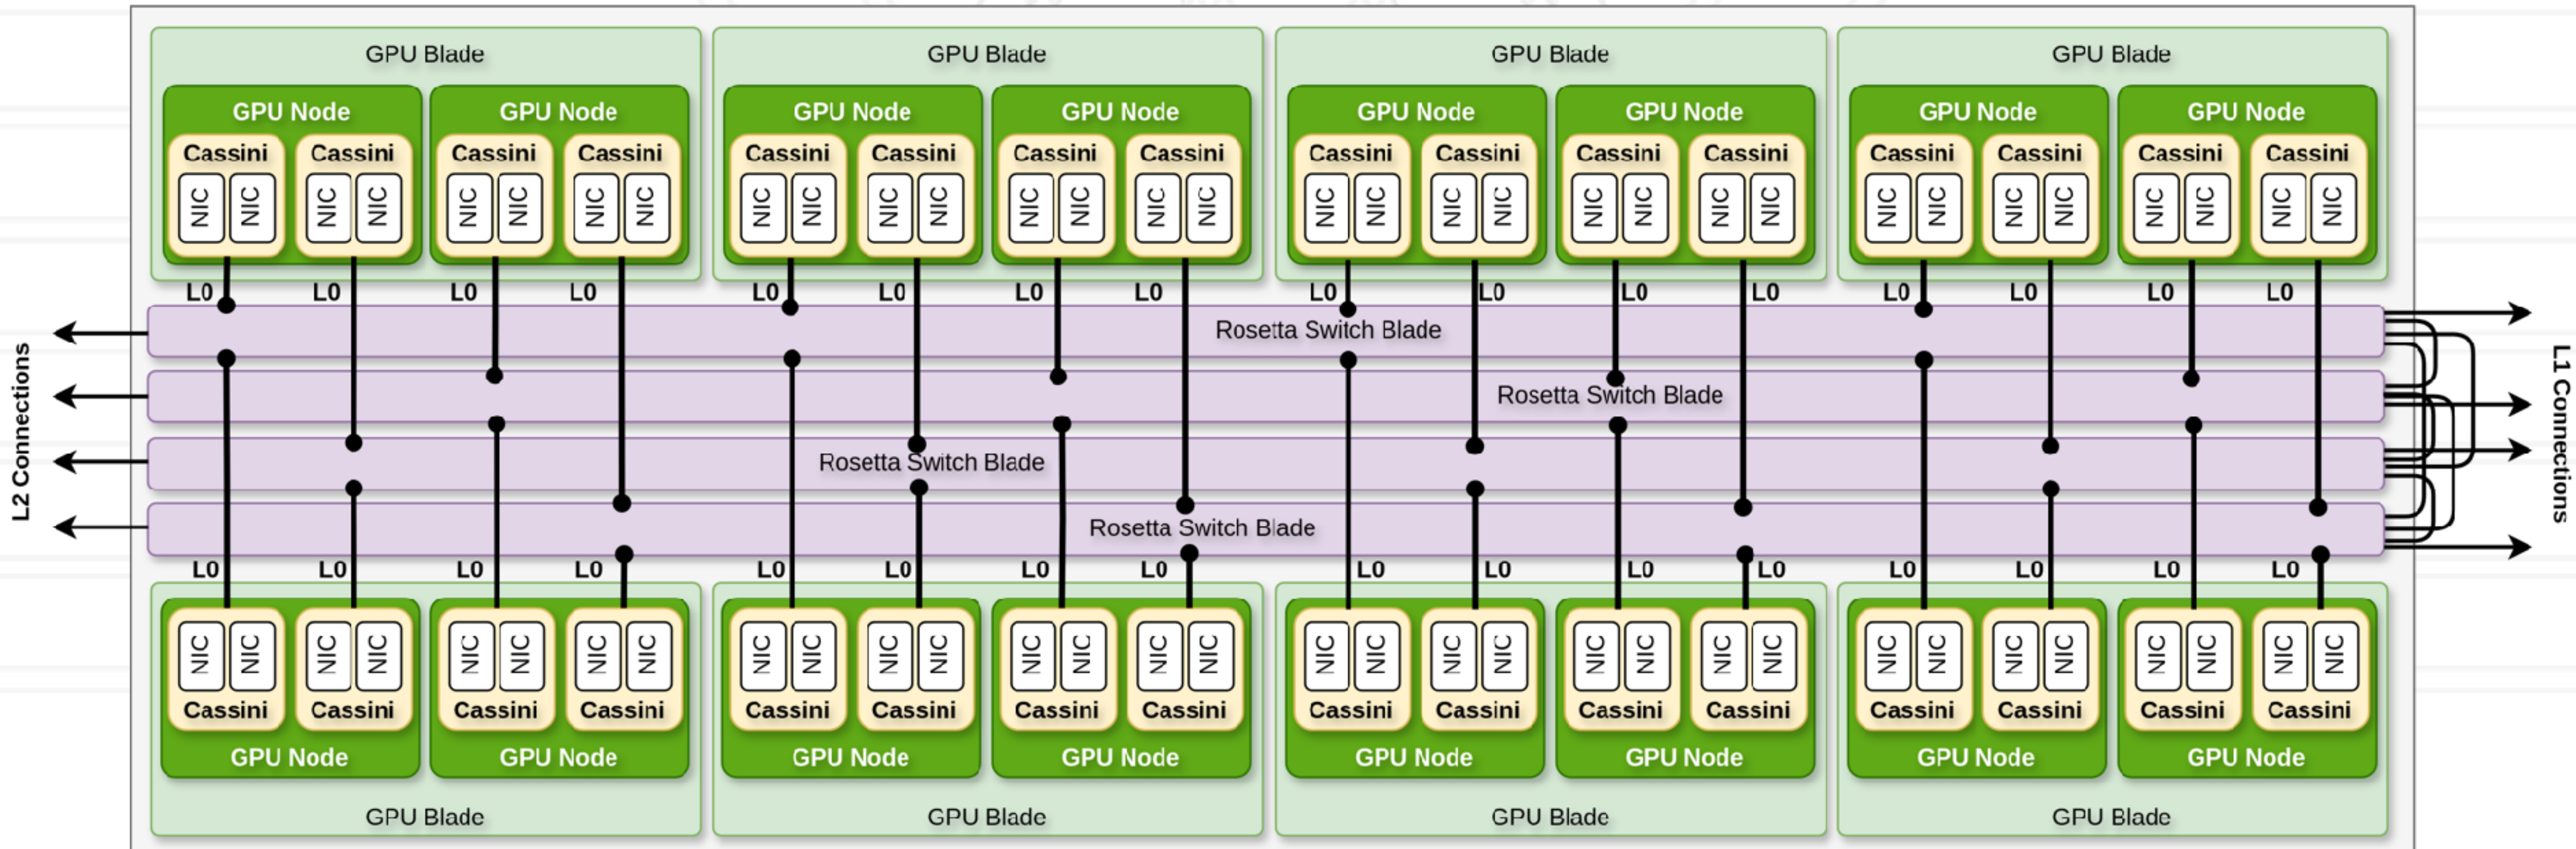 GPU Blade GPU Blade GPU Blade GPU Blade
GPU Node GPU Node GPU Node GPU Node GPU Node GPU Node GPU Node GPU Node
Cassini Cassini Cassini Cassini Cassini Cassini Cassini Cassini Cassini Cassini Cassini Cassini Cassini Cassini Cassini Cassini
NIC NIC NIC NIC NIC NIC NIC NIC NIC NIC NIC NIC NIC NIC NIC NIC NIC NIC NIC NIC NIC NIC NIC NIC NIC NIC NIC NIC NIC NIC NIC NIC
L0 L0 L0 L0 L0 L0 L0 L0 L0 L0 L0 L0 L0 L0 L0 L0
Rosetta Switch Blade
Rosetta Switch Blade
Rosetta Switch Blade
Rosetta Switch Blade
L2 Connections
L1 Connections
L0 L0 L0 L0 L0 L0 L0 L0 L0 L0 L0 L0 L0 L0 L0 L0
NIC NIC NIC NIC NIC NIC NIC NIC NIC NIC NIC NIC NIC NIC NIC NIC NIC NIC NIC NIC NIC NIC NIC NIC NIC NIC NIC NIC NIC NIC NIC NIC
Cassini Cassini Cassini Cassini Cassini Cassini Cassini Cassini Cassini Cassini Cassini Cassini Cassini Cassini Cassini Cassini
GPU Node GPU Node GPU Node GPU Node GPU Node GPU Node GPU Node GPU Node
GPU Blade GPU Blade GPU Blade GPU Blade